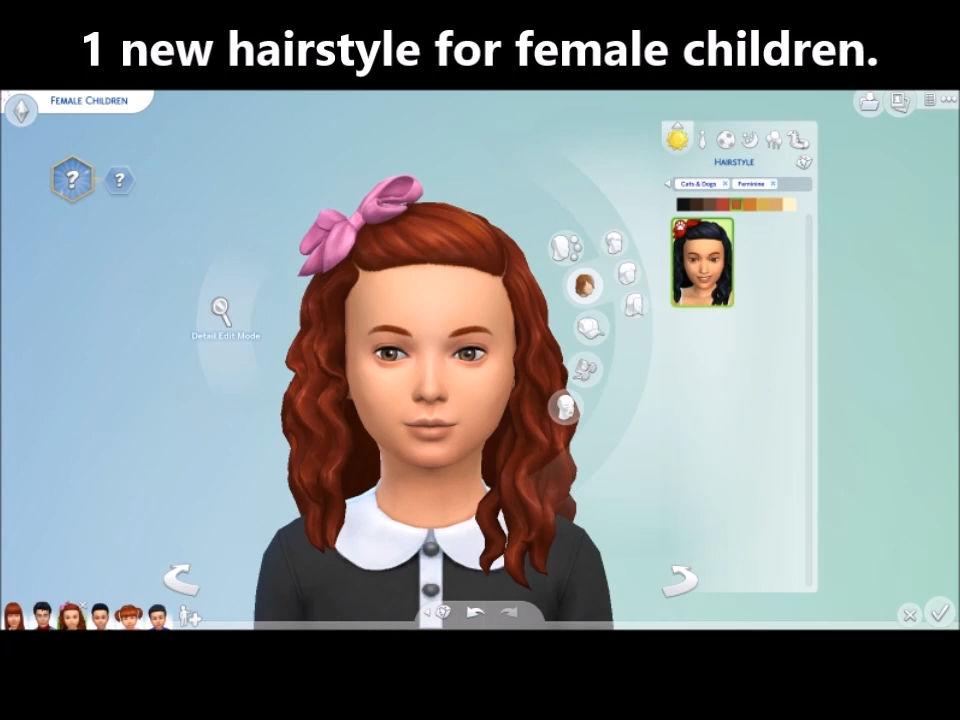 1 new hairstyle for female children.
Female Children
Hairstyle
Cats & Dogs X Feminine X
? ?
Detail Edit Mode